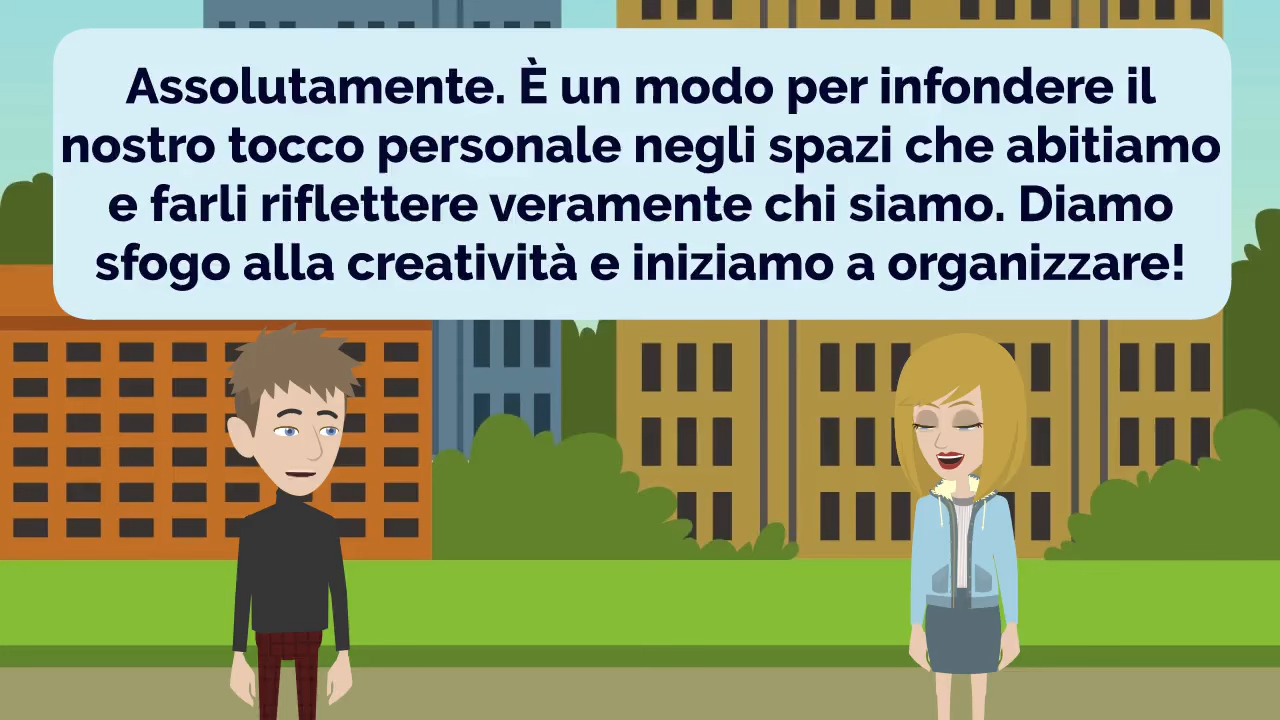 Assolutamente. È un modo per infondere il
nostro tocco personale negli spazi che abitiamo
e farli riflettere veramente chi siamo. Diamo
sfogo alla creatività e iniziamo a organizzare!